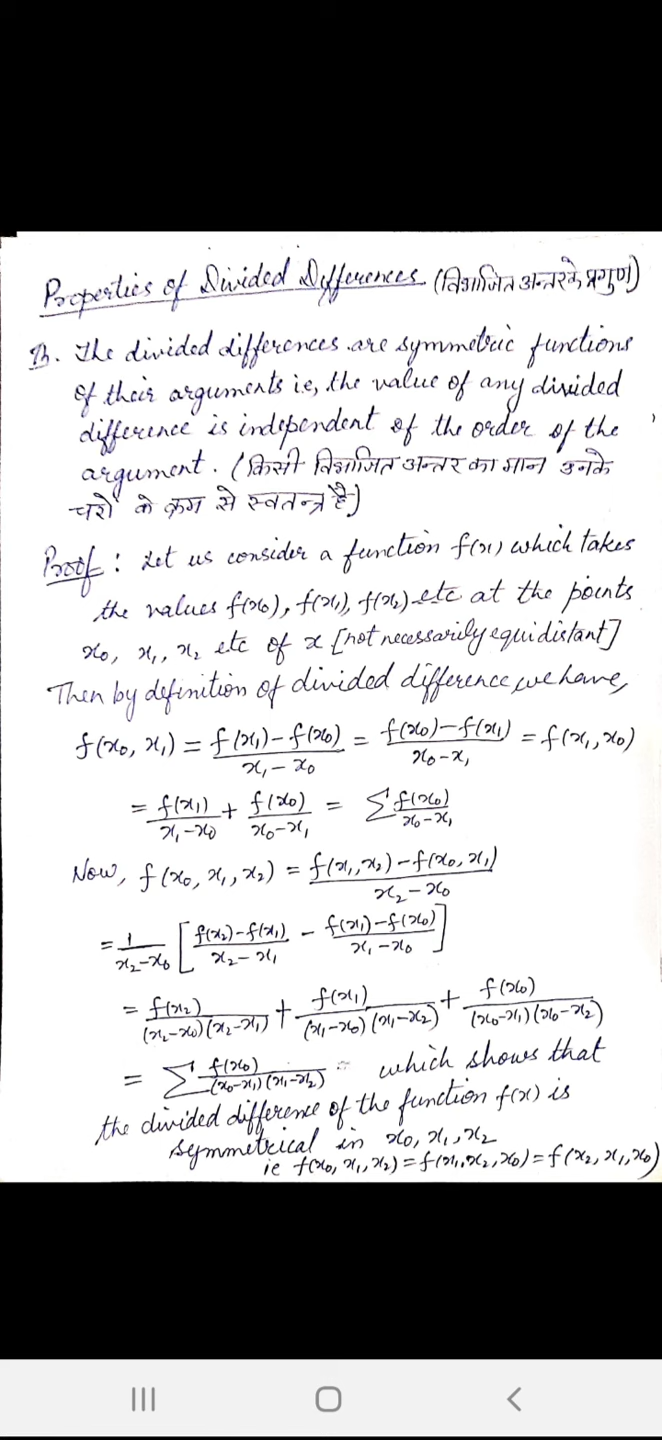 Properties of Divided Differences (विभाजित अन्तर के प्रगुण)
The divided differences are symmetric functions
of their arguments ie, the value of any divided
difference is independent of the order of the
argument. (किसी विभाजित अन्तर का मान उनके
चरों के क्रम से स्वतन्त्र है)
Proof: Let us consider a function f(x) which takes
the values f(x₀), f(x₁), f(x₂) etc at the points
x₀, x₁, x₂ etc of x [not necessarily equidistant]
Then by definition of divided difference, we have,
f(x₀, x₁) = (f(x₁)-f(x₀))/(x₁-x₀) = (f(x₀)-f(x₁))/(x₀-x₁) = f(x₁, x₀)
= f(x₁)/(x₁-x₀) + f(x₀)/(x₀-x₁) = Σ f(x₀)/(x₀-x₁)
Now, f(x₀, x₁, x₂) = (f(x₁, x₂)-f(x₀, x₁))/(x₂-x₀)
= 1/(x₂-x₀) [(f(x₂)-f(x₁))/(x₂-x₁) - (f(x₁)-f(x₀))/(x₁-x₀)]
= f(x₂)/((x₂-x₀)(x₂-x₁)) + f(x₁)/((x₁-x₀)(x₁-x₂)) + f(x₀)/((x₀-x₁)(x₀-x₂))
= Σ f(x₀)/((x₀-x₁)(x₁-x₂)) which shows that
the divided difference of the function f(x) is
symmetrical in x₀, x₁, x₂
ie f(x₀, x₁, x₂) = f(x₁, x₂, x₀) = f(x₂, x₁, x₀)